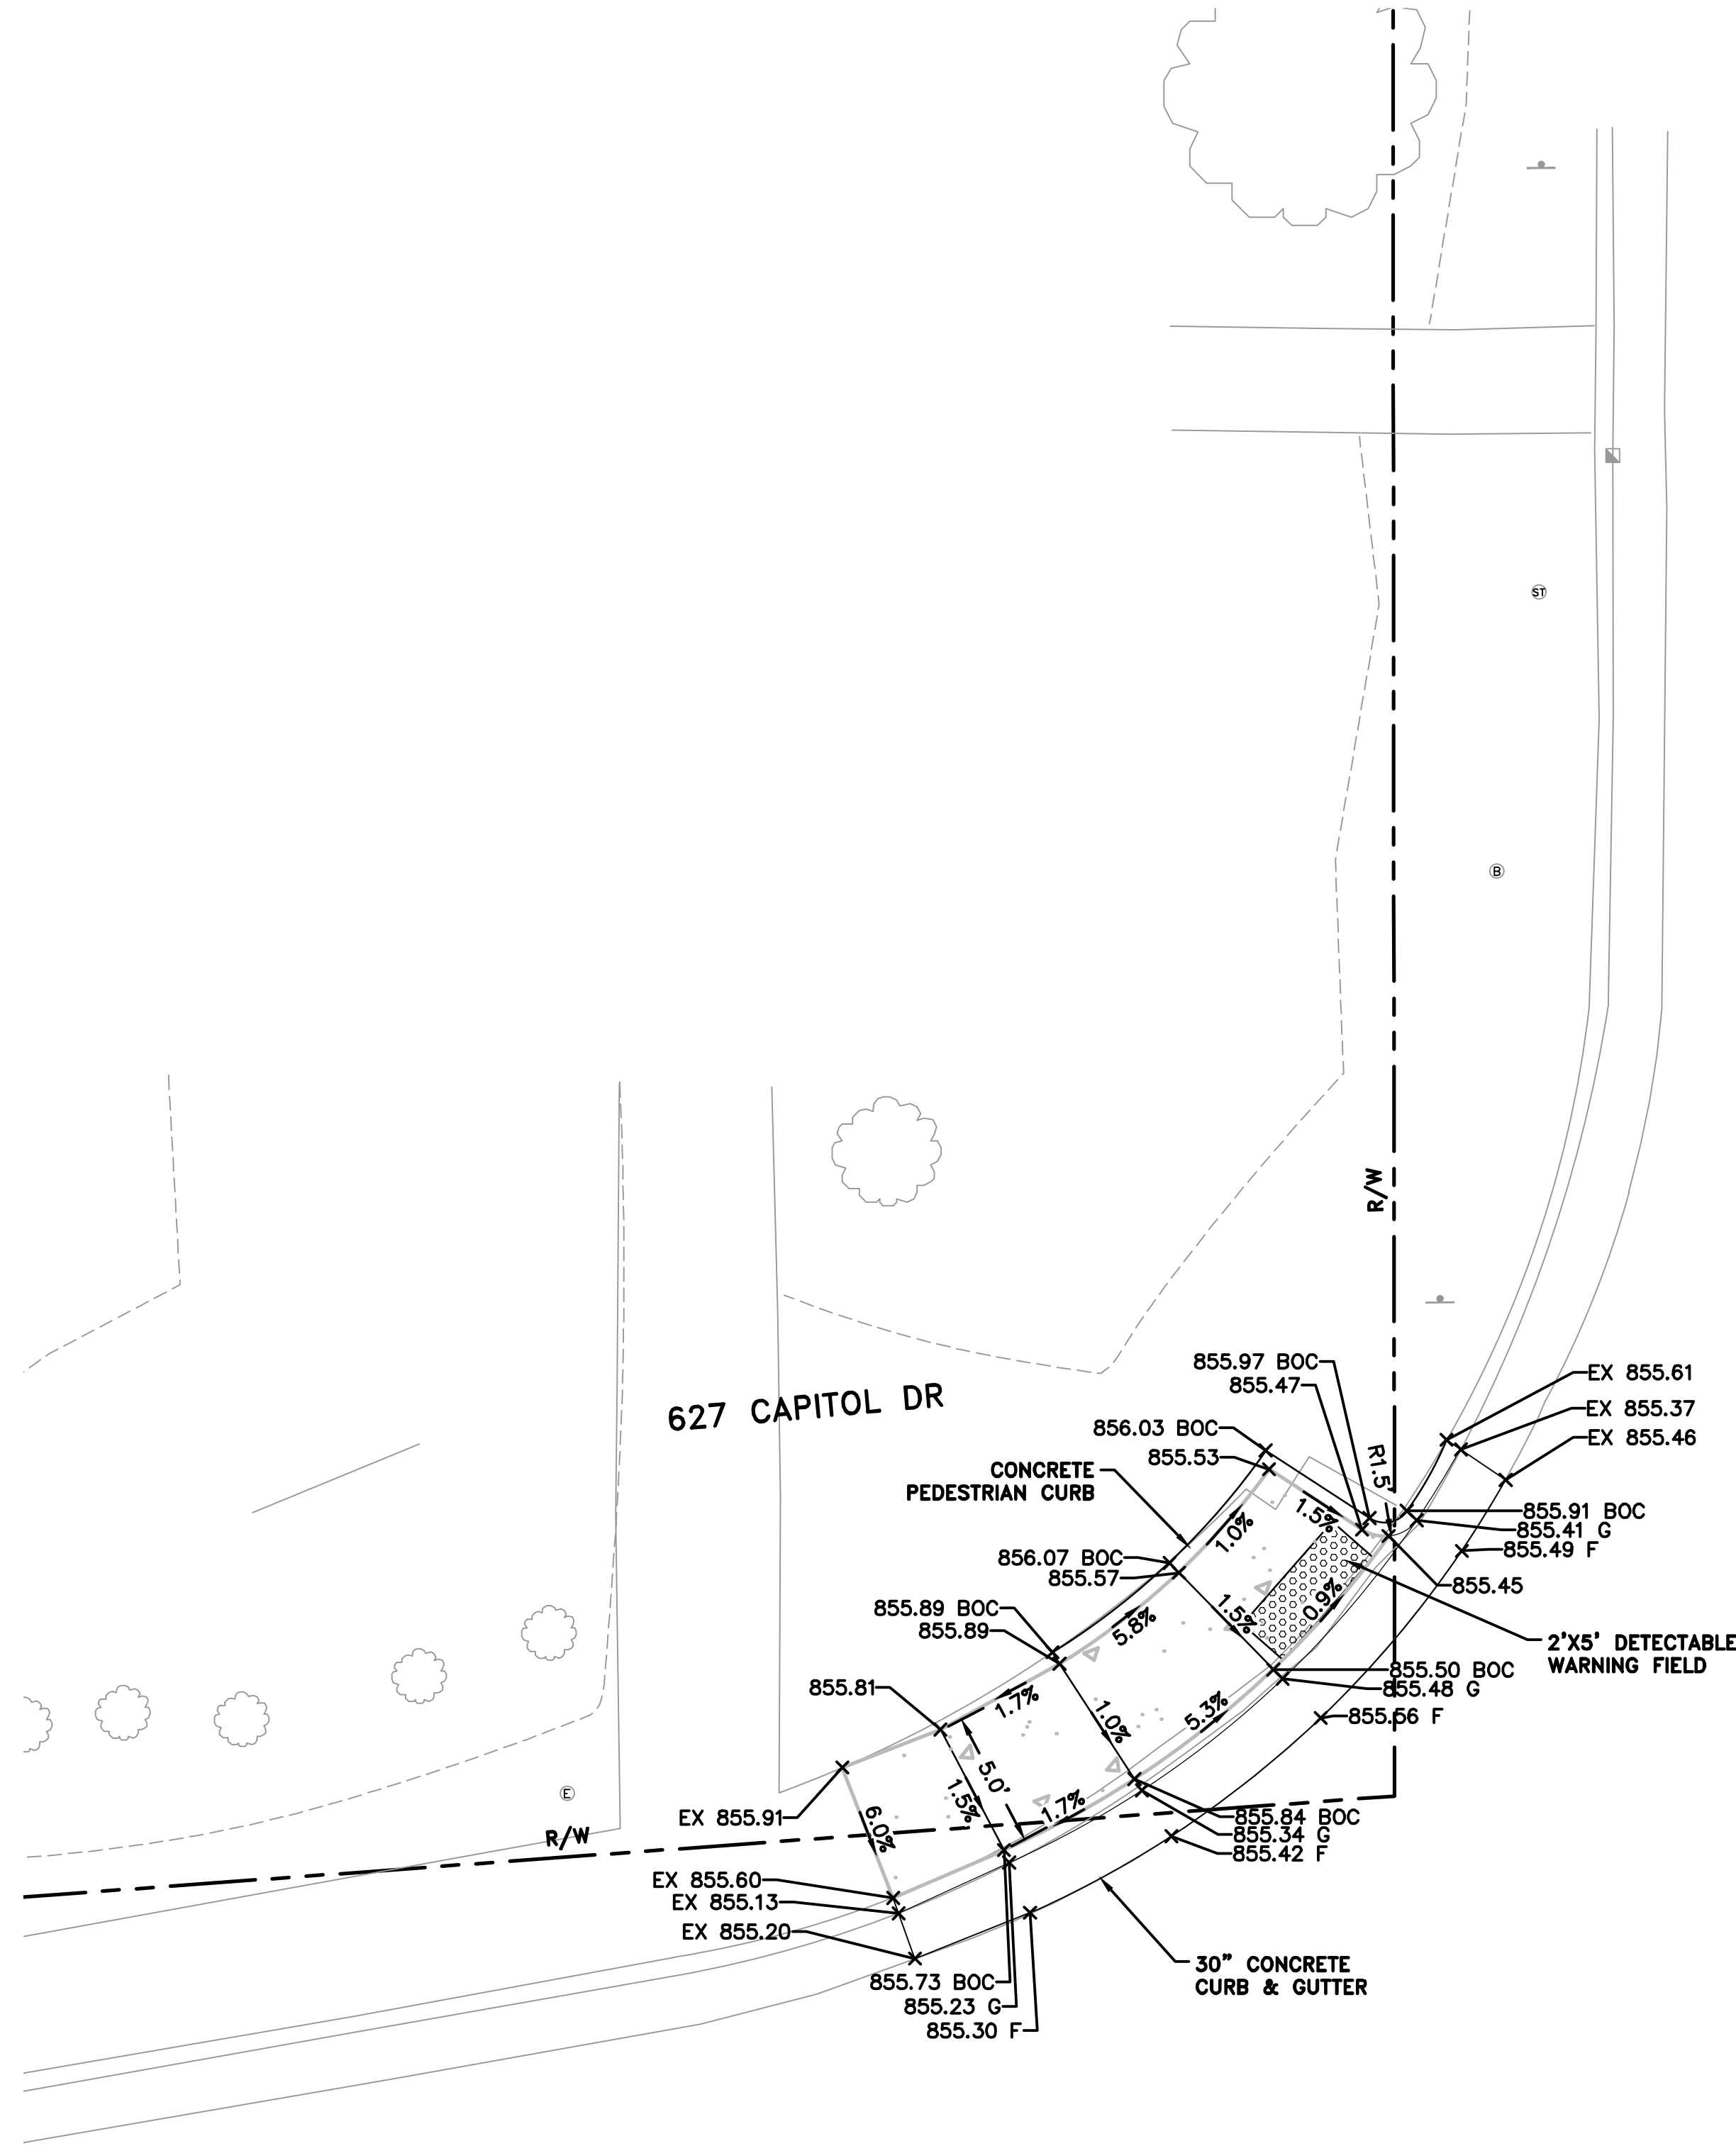 ST
B
R/W
855.97 BOC
855.47
EX 855.61
EX 855.37
EX 855.46
627 CAPITOL DR
856.03 BOC
855.53
R1.5'
CONCRETE
PEDESTRIAN CURB
1.5%
1.0%
855.91 BOC
855.41 G
855.49 F
856.07 BOC
855.57
855.45
0.9%
855.89 BOC
855.89
5.8%
1.5%
2'X5' DETECTABLE
WARNING FIELD
855.50 BOC
855.48 G
855.81
1.7%
1.0%
5.3%
855.56 F
5.0'
1.5%
1.7%
E
EX 855.91
6.0%
855.84 BOC
855.34 G
855.42 F
R/W
EX 855.60
EX 855.13
EX 855.20
30" CONCRETE
CURB & GUTTER
855.73 BOC
855.23 G
855.30 F